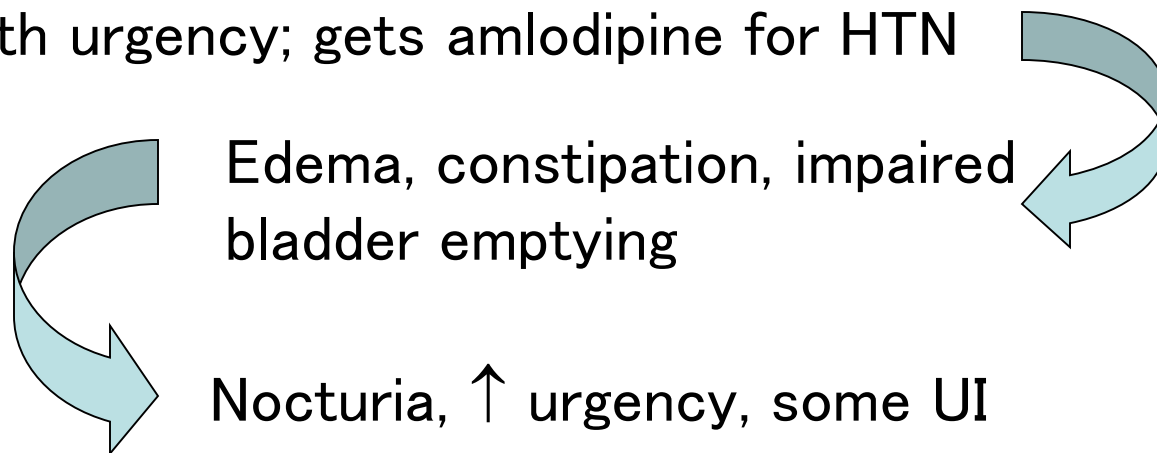 th urgency; gets amlodipine for HTN
Edema, constipation, impaired
bladder emptying
Nocturia, ↑ urgency, some UI